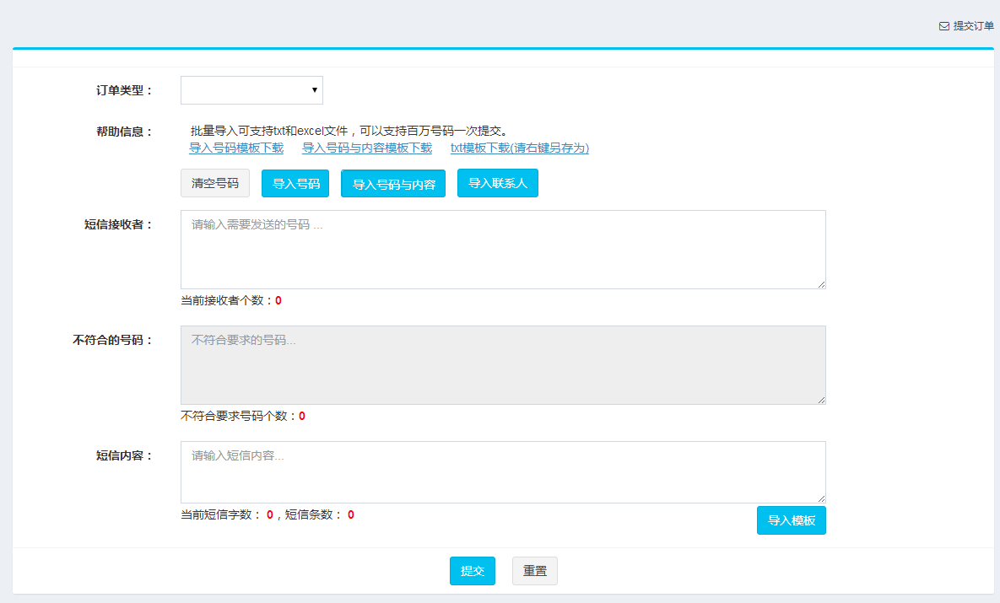 提交订单
订单类型：
帮助信息： 批量导入可支持txt和excel文件，可以支持百万号码一次提交。
导入号码模板下载 导入号码与内容模板下载 txt模板下载(请右键另存为)
清空号码 导入号码 导入号码与内容 导入联系人
短信接收者： 请输入需要发送的号码 ...
当前接收者个数：0
不符合的号码： 不符合要求的号码...
不符合要求号码个数：0
短信内容： 请输入短信内容...
当前短信字数： 0，短信条数： 0
导入模板
提交 重置